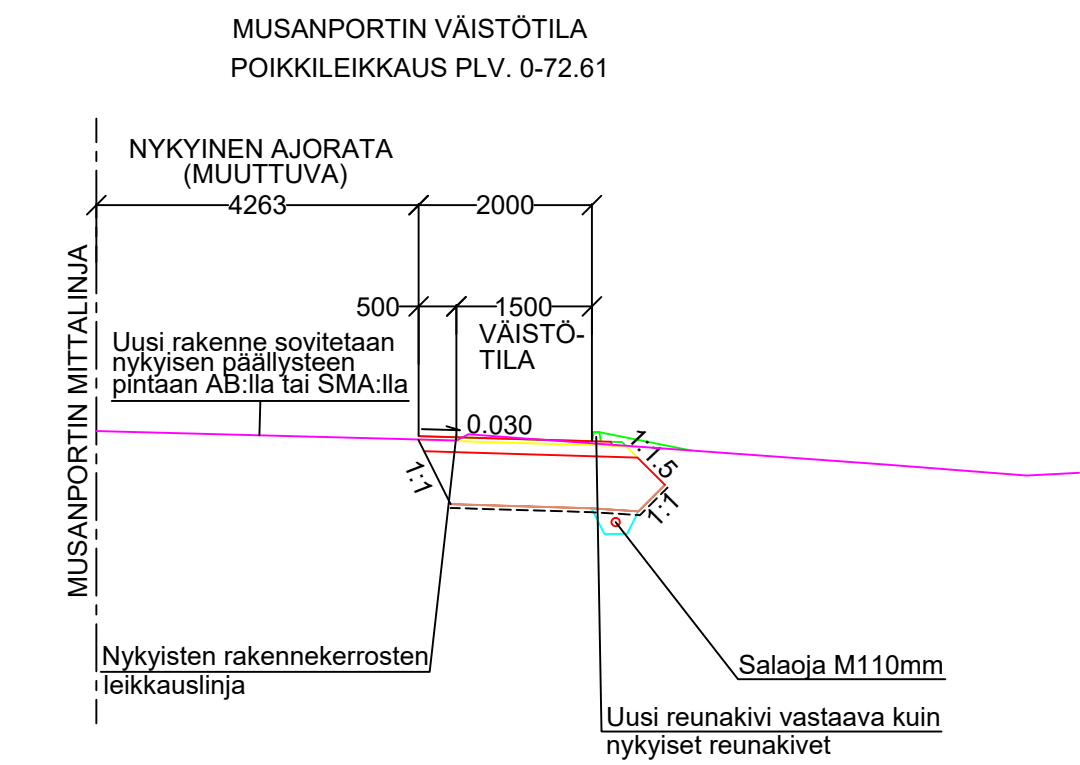 MUSANPORTIN VÄISTÖTILA
POIKKILEIKKAUS PLV. 0-72.61
NYKYINEN AJORATA
(MUUTTUVA)
4263
2000
500
1500
VÄISTÖ-
TILA
MUSANPORTIN MITTALINJA
Uusi rakenne sovitetaan
nykyisen päällysteen
pintaan AB:lla tai SMA:lla
0.030
1:1.5
1:1
1:1
Nykyisten rakennekerrosten
leikkauslinja
Salaoja M110mm
Uusi reunakivi vastaava kuin
nykyiset reunakivet